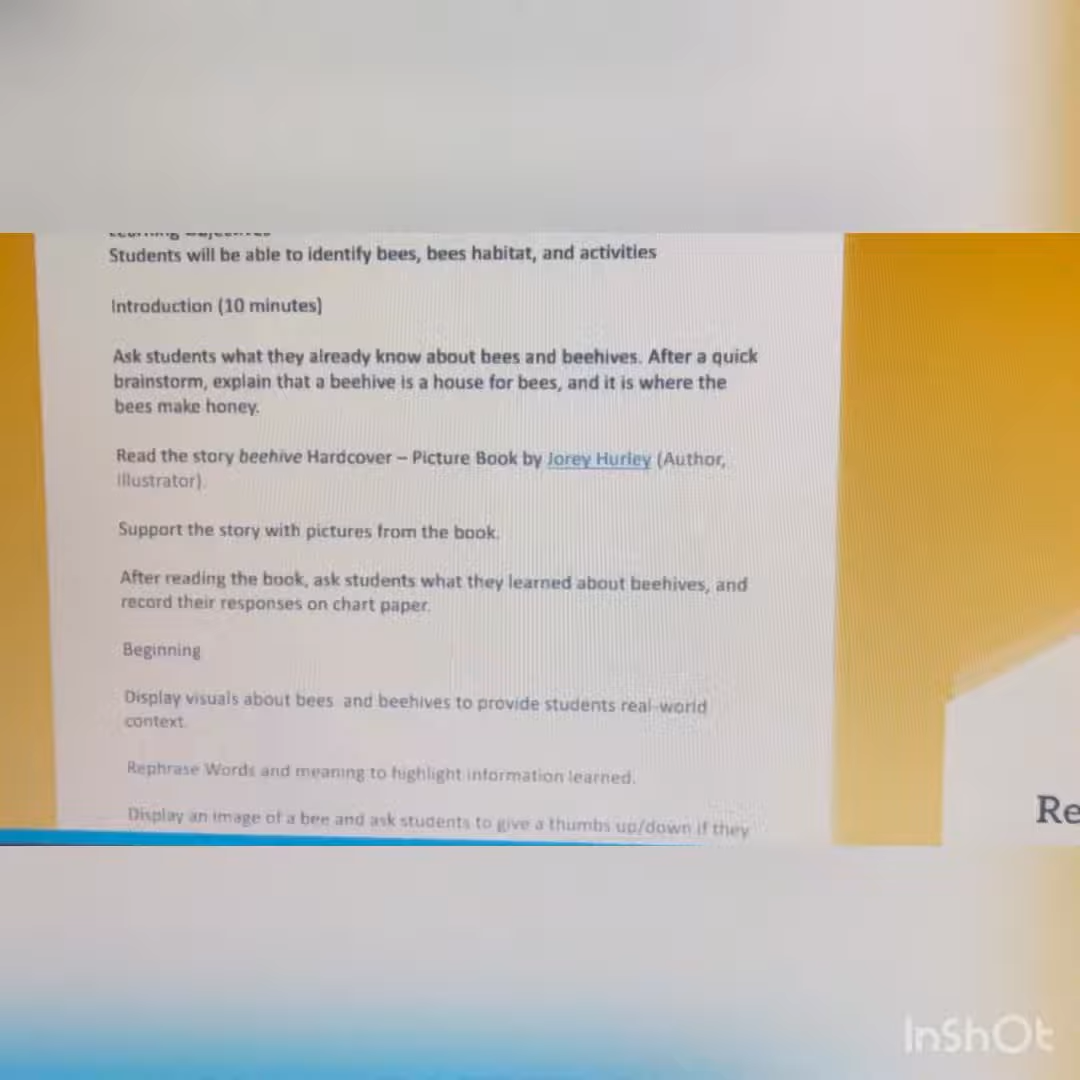 Learning Objectives
Students will be able to identify bees, bees habitat, and activities
Introduction (10 minutes)
Ask students what they already know about bees and beehives. After a quick
brainstorm, explain that a beehive is a house for bees, and it is where the
bees make honey.
Read the story beehive Hardcover – Picture Book by Jorey Hurley (Author,
Illustrator)
Support the story with pictures from the book.
After reading the book, ask students what they learned about beehives, and
record their responses on chart paper.
Beginning
Display visuals about bees and beehives to provide students real-world
context.
Rephrase Words and meaning to highlight information learned.
Display an image of a bee and ask students to give a thumbs up/down if they
Re
InShOt